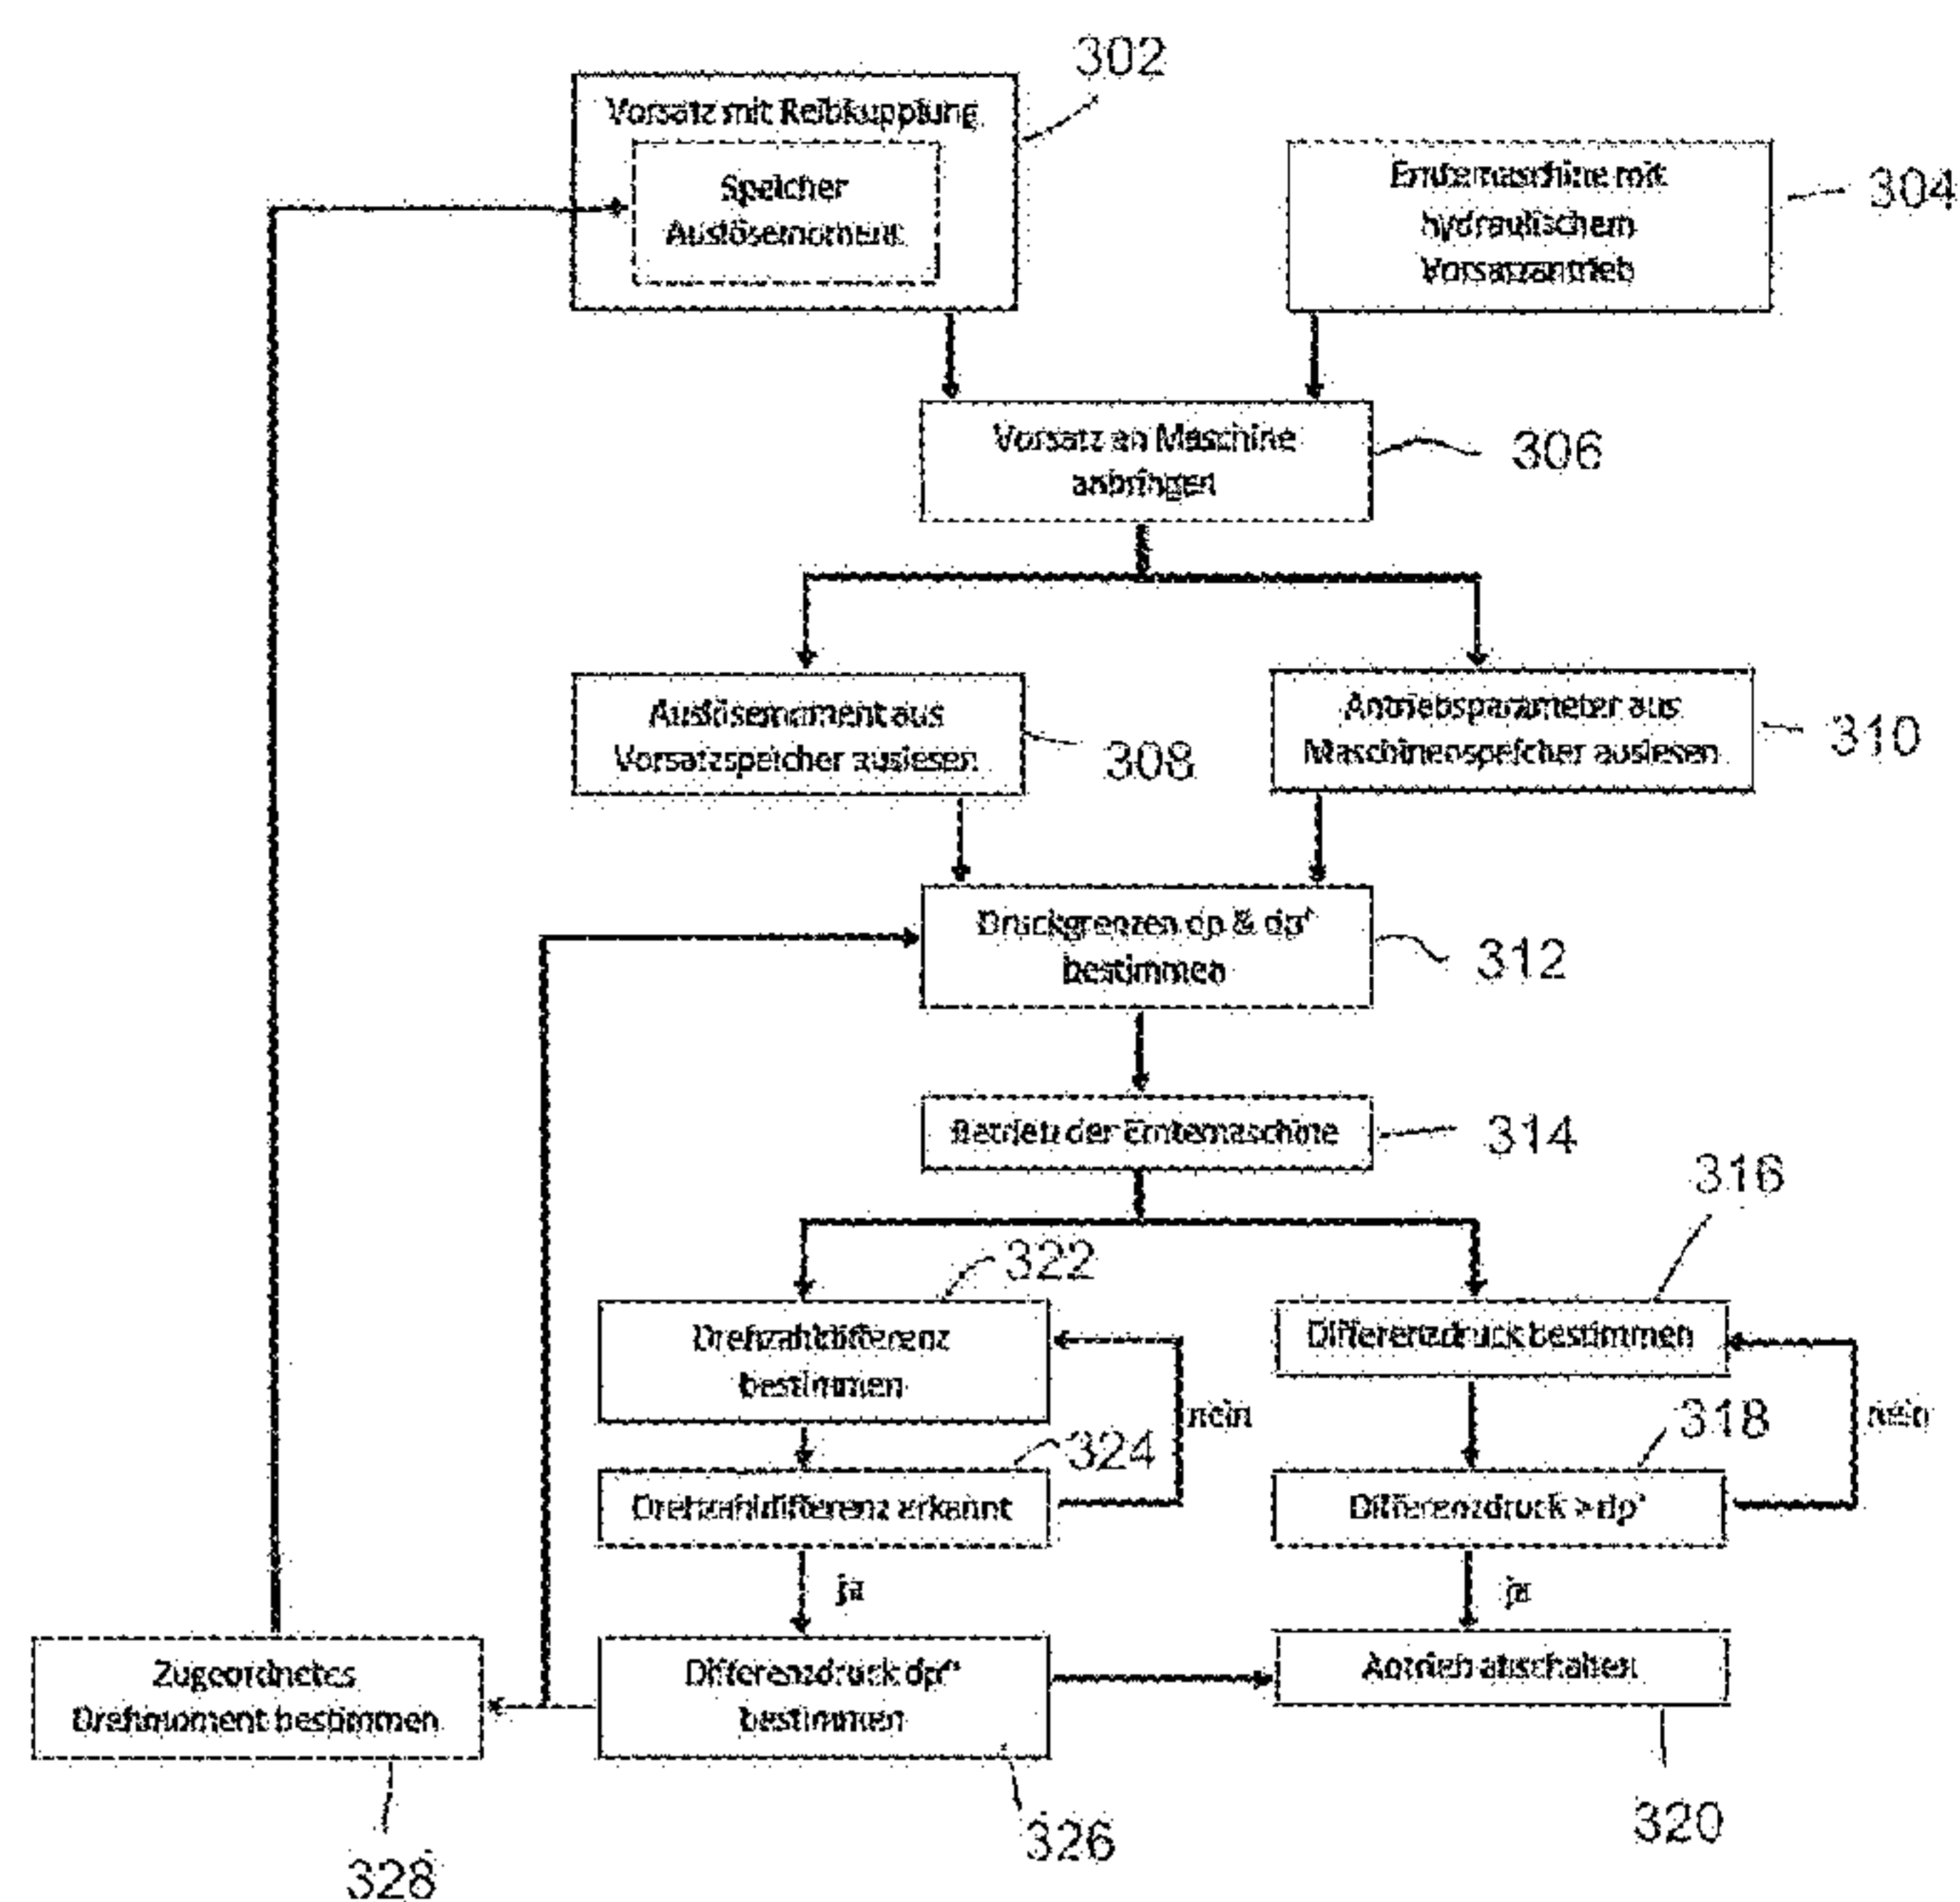 302
Vorsatz mit Reibkupplung
Speicher
Auslösemoment
Erntemaschine mit
hydraulischem
Vorsatzantrieb
304
Vorsatz an Maschine
anbringen
306
Auslösemoment aus
Vorsatzspeicher auslesen
308
Antriebsparameter aus
Maschinenspeicher auslesen
310
Druckgrenzen dp & dp'
bestimmen
312
Betrieb der Erntemaschine
314
316
322
Drehzahldifferenz
bestimmen
nein
Differenzdruck bestimmen
nein
318
324
Drehzahldifferenz erkannt
Differenzdruck > dp'
ja
ja
Zugeordnetes
Drehmoment bestimmen
Differenzdruck dp''
bestimmen
Antrieb abschalten
320
326
328